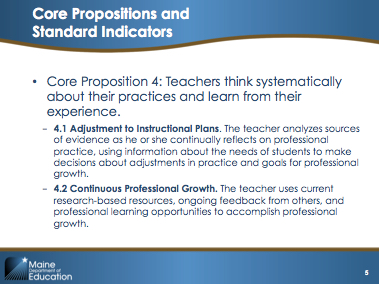 Core Propositions and
Standard Indicators
• Core Proposition 4: Teachers think systematically
about their practices and learn from their
experience.
– 4.1 Adjustment to Instructional Plans. The teacher analyzes sources
of evidence as he or she continually reflects on professional
practice, using information about the needs of students to make
decisions about adjustments in practice and goals for professional
growth.
– 4.2 Continuous Professional Growth. The teacher uses current
research-based resources, ongoing feedback from others, and
professional learning opportunities to accomplish professional
growth.
Maine
Department of
Education
5